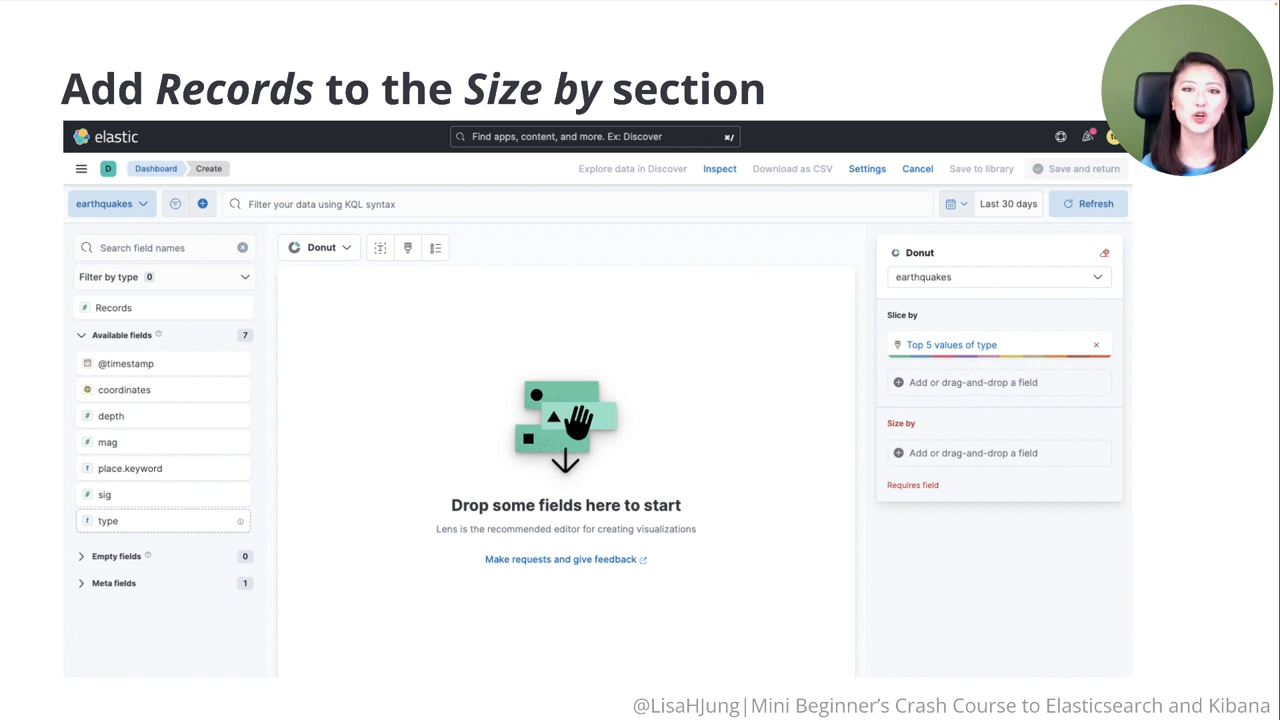 Add Records to the Size by section
elastic
Find apps, content, and more. Ex: Discover
⌘/
D
Dashboard
Create
Explore data in Discover
Inspect
Download as CSV
Settings
Cancel
Save to library
Save and return
earthquakes
Filter your data using KQL syntax
Last 30 days
Refresh
Search field names
Filter by type 0
Records
Available fields 7
@timestamp
coordinates
depth
mag
place.keyword
sig
type
Empty fields 0
Meta fields 1
Donut
Drop some fields here to start
Lens is the recommended editor for creating visualizations
Make requests and give feedback
Donut
earthquakes
Slice by
Top 5 values of type
Add or drag-and-drop a field
Size by
Add or drag-and-drop a field
Requires field
@LisaHJung|Mini Beginner's Crash Course to Elasticsearch and Kibana